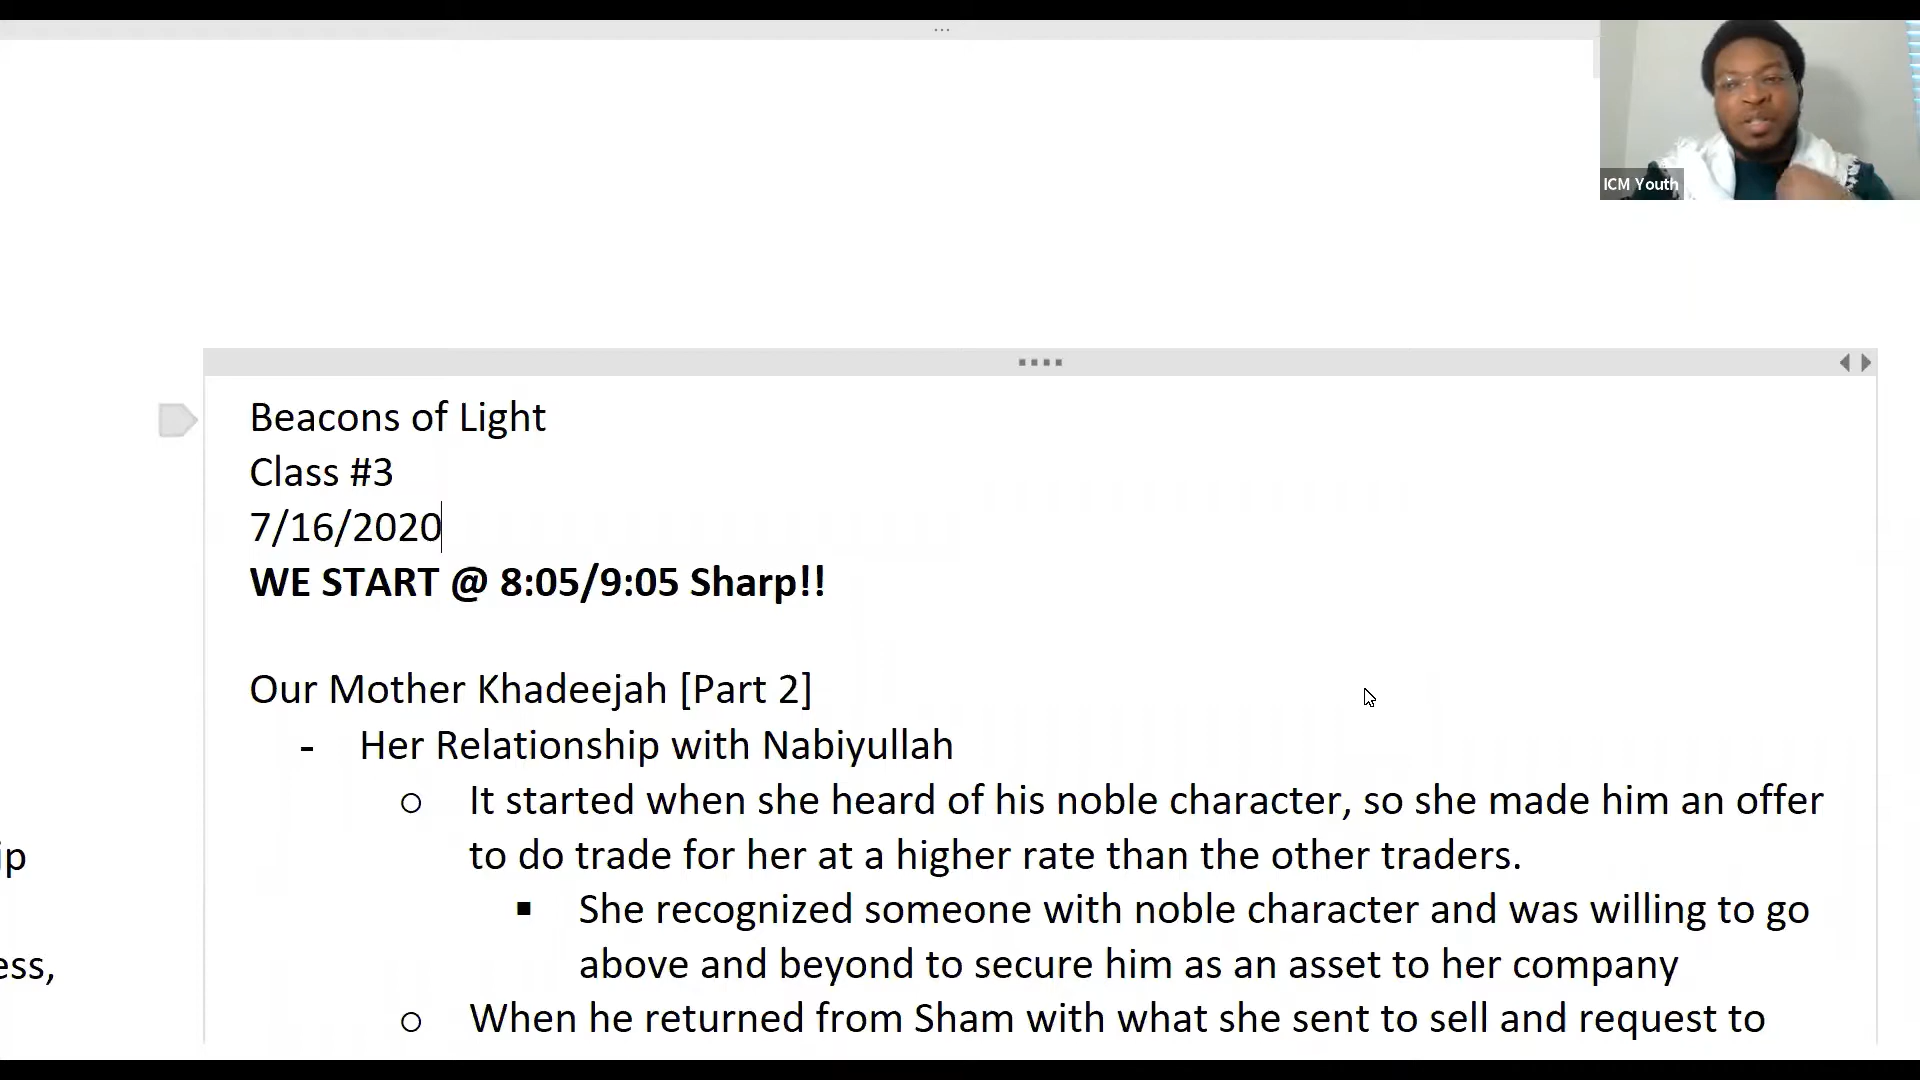 ICM Youth
Beacons of Light
Class #3
7/16/2020
WE START @ 8:05/9:05 Sharp!!
Our Mother Khadeejah [Part 2]
- Her Relationship with Nabiyullah
o It started when she heard of his noble character, so she made him an offer
to do trade for her at a higher rate than the other traders.
▪ She recognized someone with noble character and was willing to go
above and beyond to secure him as an asset to her company
o When he returned from Sham with what she sent to sell and request to
ip
ess,